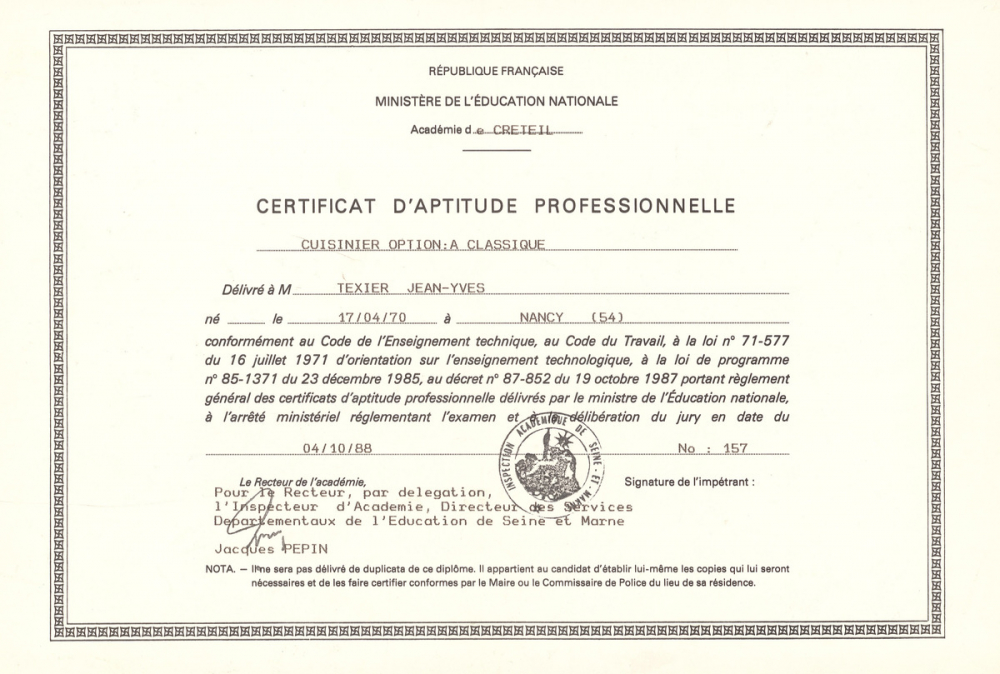 RÉPUBLIQUE FRANÇAISE
MINISTÈRE DE L'ÉDUCATION NATIONALE
Académie de CRETEIL
CERTIFICAT D'APTITUDE PROFESSIONNELLE
CUISINIER OPTION:A CLASSIQUE
Délivré à M TEXIER JEAN-YVES
né le 17/04/70 à NANCY (54)
conformément au Code de l'Enseignement technique, au Code du Travail, à la loi n° 71-577
du 16 juillet 1971 d'orientation sur l'enseignement technologique, à la loi de programme
n° 85-1371 du 23 décembre 1985, au décret n° 87-852 du 19 octobre 1987 portant règlement
général des certificats d'aptitude professionnelle délivrés par le ministre de l'Éducation nationale,
à l'arrêté ministériel réglementant l'examen et à la délibération du jury en date du
04/10/88 No : 157
INSPECTION ACADEMIQUE DE SEINE-ET-MARNE
Le Recteur de l'académie, Signature de l'impétrant :
Pour le Recteur, par delegation,
l'Inspecteur d'Academie, Directeur des Services
Departementaux de l'Education de Seine et Marne
Jacques PEPIN
NOTA. — Il ne sera pas délivré de duplicata de ce diplôme. Il appartient au candidat d'établir lui-même les copies qui lui seront
nécessaires et de les faire certifier conformes par le Maire ou le Commissaire de Police du lieu de sa résidence.